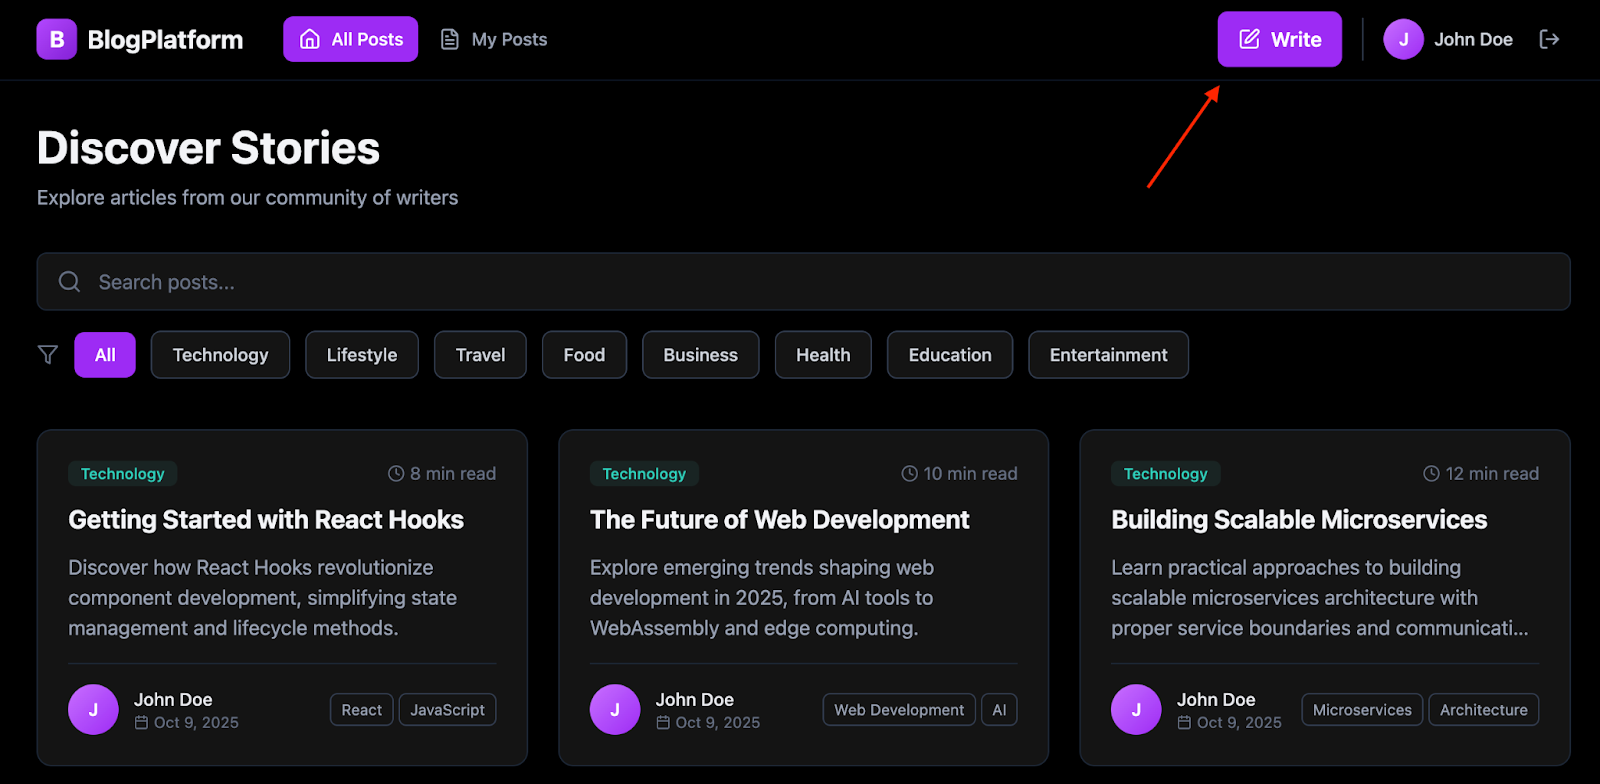 B BlogPlatform All Posts My Posts Write J John Doe
Discover Stories
Explore articles from our community of writers
Search posts...
All Technology Lifestyle Travel Food Business Health Education Entertainment
Technology 8 min read
Getting Started with React Hooks
Discover how React Hooks revolutionize
component development, simplifying state
management and lifecycle methods.
J John Doe
Oct 9, 2025
React JavaScript
Technology 10 min read
The Future of Web Development
Explore emerging trends shaping web
development in 2025, from AI tools to
WebAssembly and edge computing.
J John Doe
Oct 9, 2025
Web Development AI
Technology 12 min read
Building Scalable Microservices
Learn practical approaches to building
scalable microservices architecture with
proper service boundaries and communicati...
J John Doe
Oct 9, 2025
Microservices Architecture